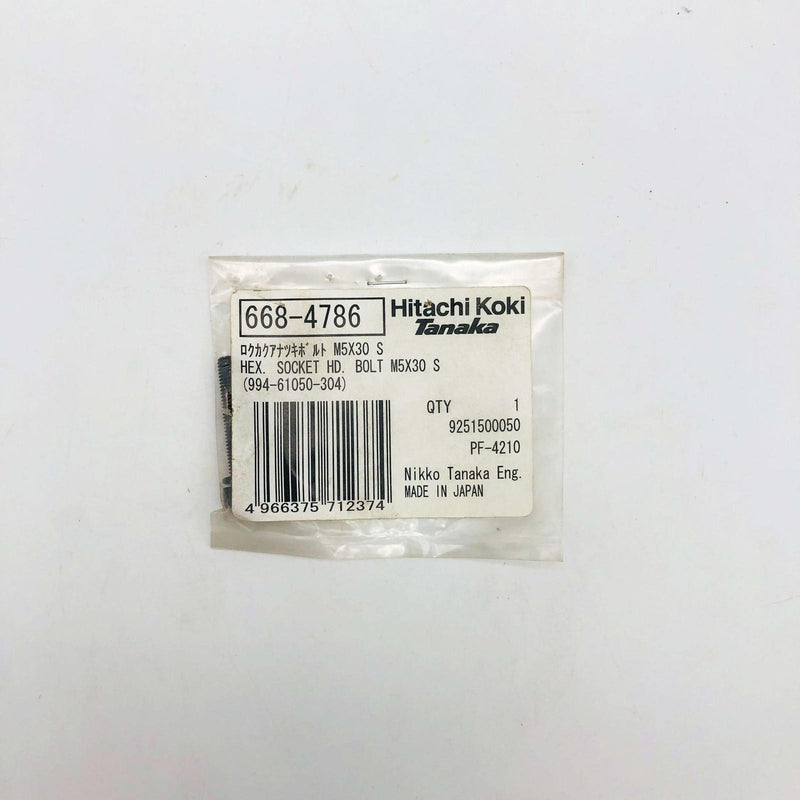 668-4786
Hitachi Koki
Tanaka
ロクカクアナツキボルト M5X30 S
HEX. SOCKET HD. BOLT M5X30 S
(994-61050-304)
QTY 1
9251500050
PF-4210
Nikko Tanaka Eng.
MADE IN JAPAN
4 966375 712374